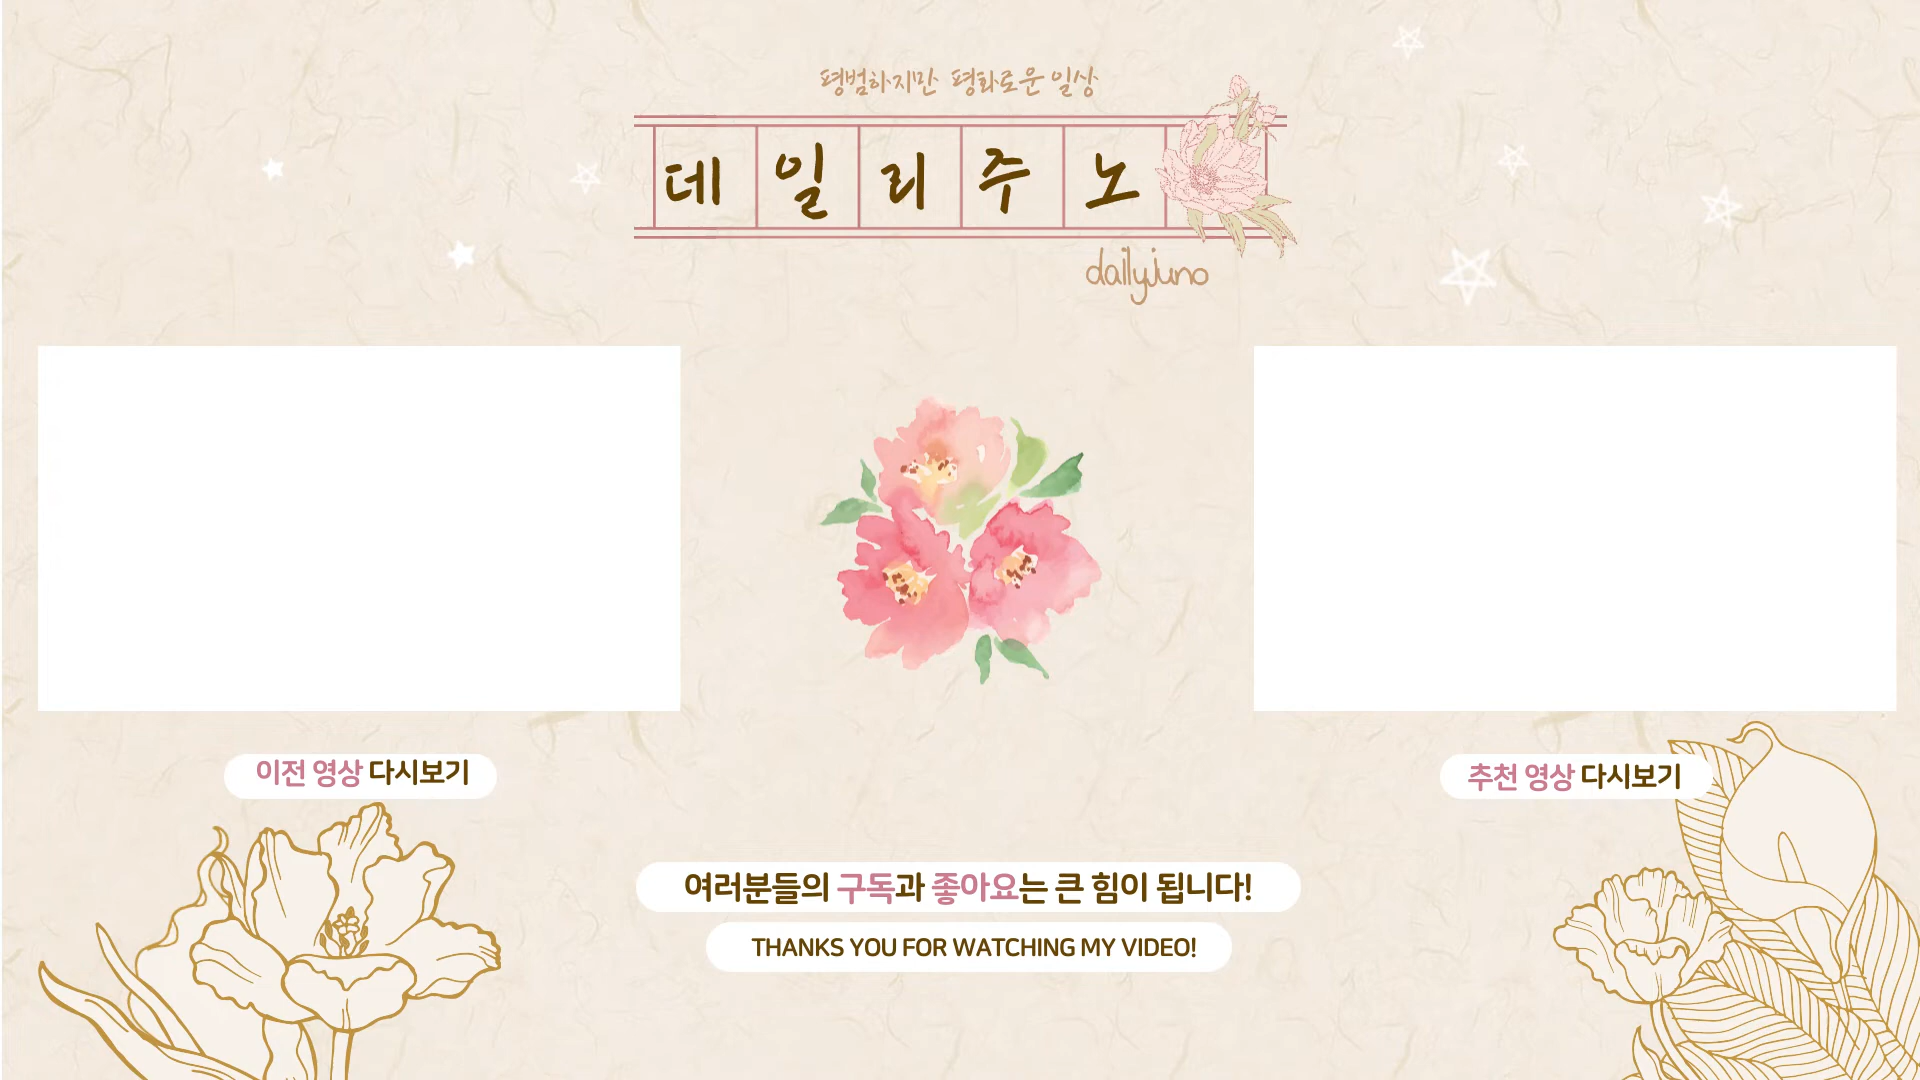 평범하지만 평화로운 일상
데일리주노
dailyjuno
이전 영상 다시보기
추천 영상 다시보기
여러분들의 구독과 좋아요는 큰 힘이 됩니다!
THANKS YOU FOR WATCHING MY VIDEO!